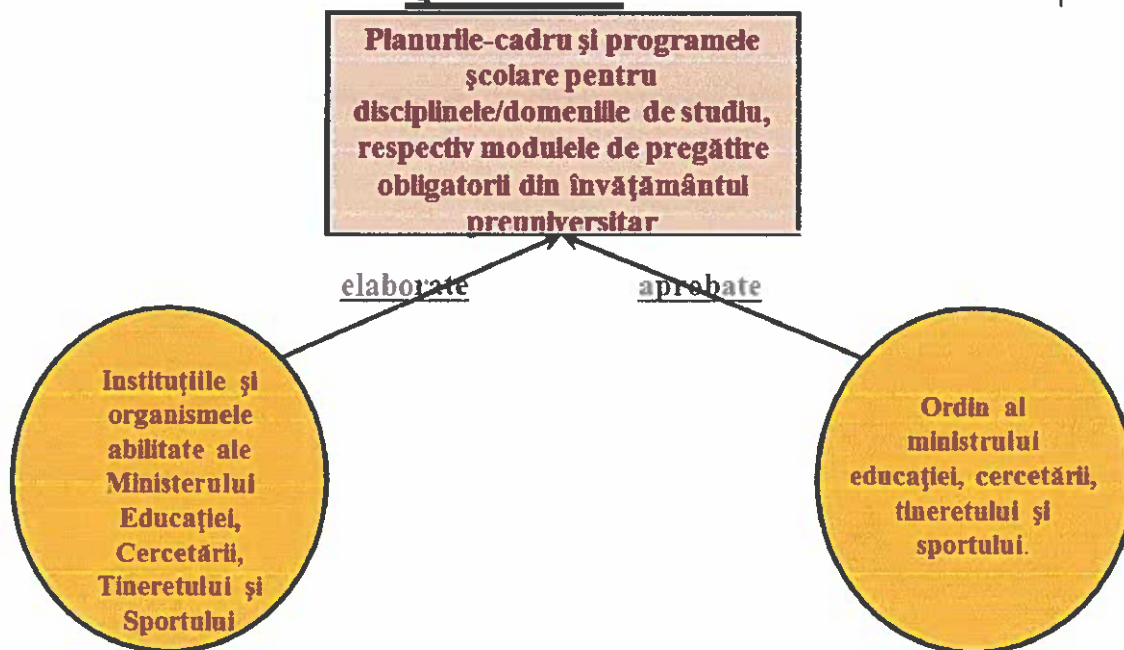 Planurile-cadru şi programele
şcolare pentru
disciplinele/domeniile de studiu,
respectiv modulele de pregătire
obligatorii din învăţământul
preuniversitar
elaborate
aprobate
Instituţiile şi
organismele
abilitate ale
Ministerului
Educaţiei,
Cercetării,
Tineretului şi
Sportului
Ordin al
ministrului
educaţiei, cercetării,
tineretului şi
sportului.